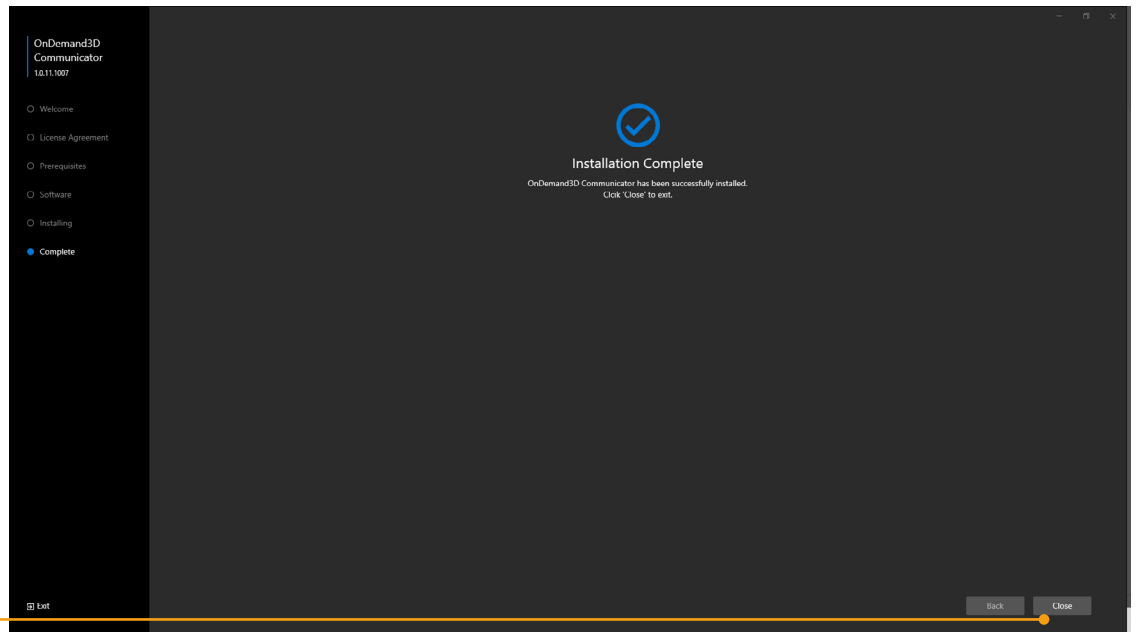 OnDemand3D
Communicator
1.0.11.1007
Welcome
License Agreement
Prerequisites
Software
Installing
Complete
Exit
Installation Complete
OnDemand3D Communicator has been successfully installed.
Clcik 'Close' to exit.
Back
Close